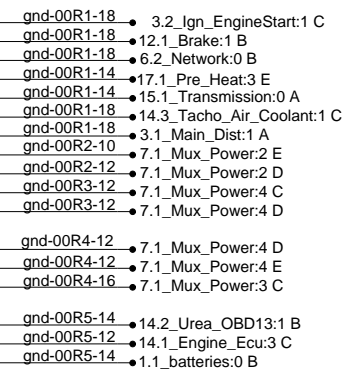 gnd-00R1-18 3.2_Ign_EngineStart:1 C
gnd-00R1-18 12.1_Brake:1 B
gnd-00R1-18 6.2_Network:0 B
gnd-00R1-14 17.1_Pre_Heat:3 E
gnd-00R1-14 15.1_Transmission:0 A
gnd-00R1-18 14.3_Tacho_Air_Coolant:1 C
gnd-00R1-18 3.1_Main_Dist:1 A
gnd-00R2-10 7.1_Mux_Power:2 E
gnd-00R2-12 7.1_Mux_Power:2 D
gnd-00R3-12 7.1_Mux_Power:4 C
gnd-00R3-12 7.1_Mux_Power:4 D
gnd-00R4-12 7.1_Mux_Power:4 D
gnd-00R4-12 7.1_Mux_Power:4 E
gnd-00R4-16 7.1_Mux_Power:3 C
gnd-00R5-14 14.2_Urea_OBD13:1 B
gnd-00R5-12 14.1_Engine_Ecu:3 C
gnd-00R5-14 1.1_batteries:0 B